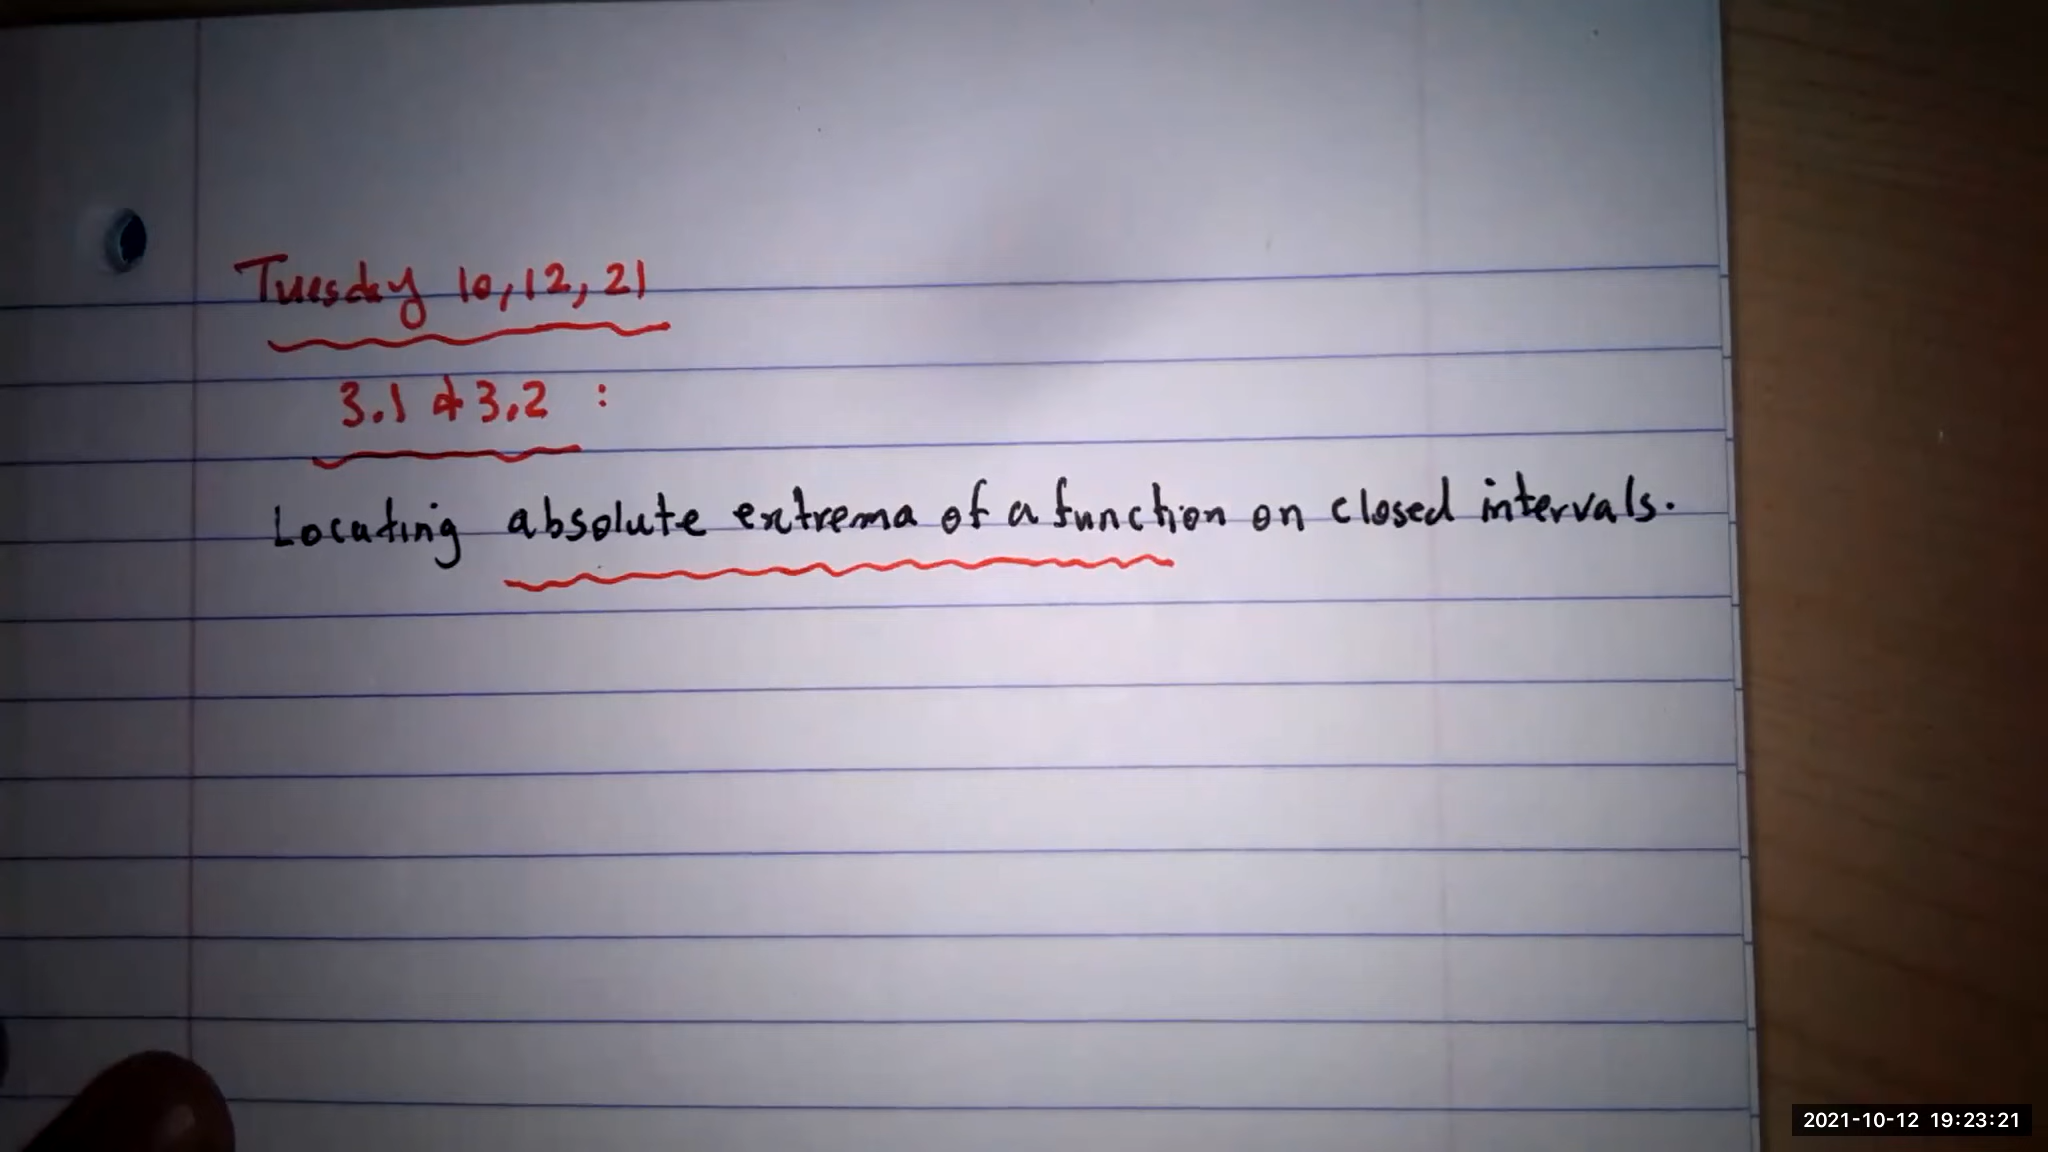 Tuesday 10,12,21
3.1 & 3.2 :
Locating absolute extrema of a function on closed intervals.
2021-10-12 19:23:21